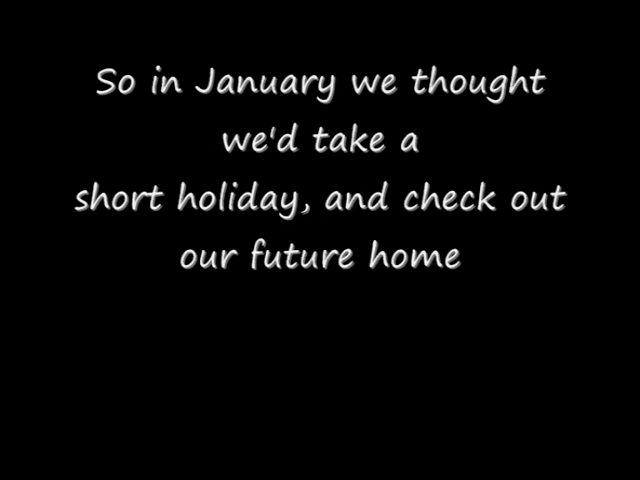 So in January we thought
we'd take a
short holiday, and check out
our future home